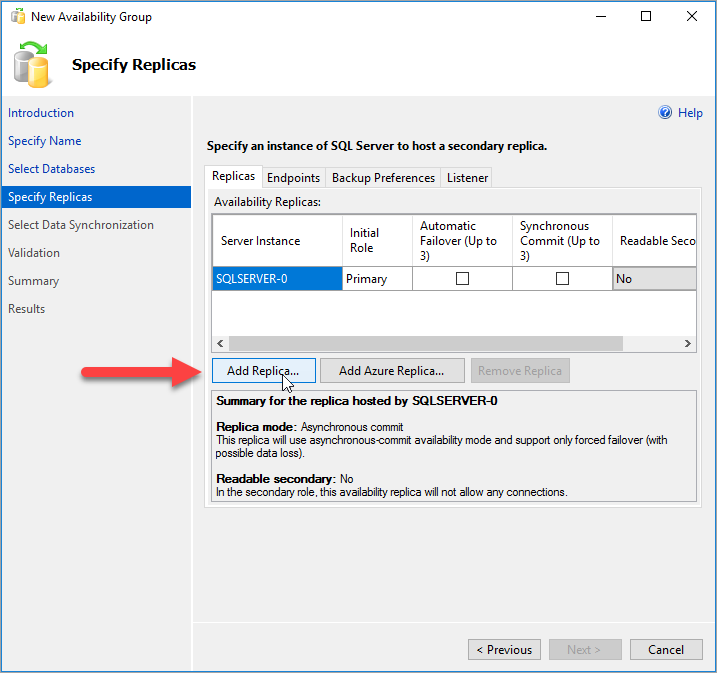 New Availability Group
Specify Replicas
Introduction
Specify Name
Select Databases
Specify Replicas
Select Data Synchronization
Validation
Summary
Results
Help
Specify an instance of SQL Server to host a secondary replica.
Replicas
Endpoints
Backup Preferences
Listener
Availability Replicas:
Server Instance
Initial
Role
Automatic
Failover (Up to
3)
Synchronous
Commit (Up to
3)
Readable Seco
SQLSERVER-0
Primary
No
Add Replica...
Add Azure Replica...
Remove Replica
Summary for the replica hosted by SQLSERVER-0
Replica mode: Asynchronous commit
This replica will use asynchronous-commit availability mode and support only forced failover (with
possible data loss).
Readable secondary: No
In the secondary role, this availability replica will not allow any connections.
< Previous
Next >
Cancel